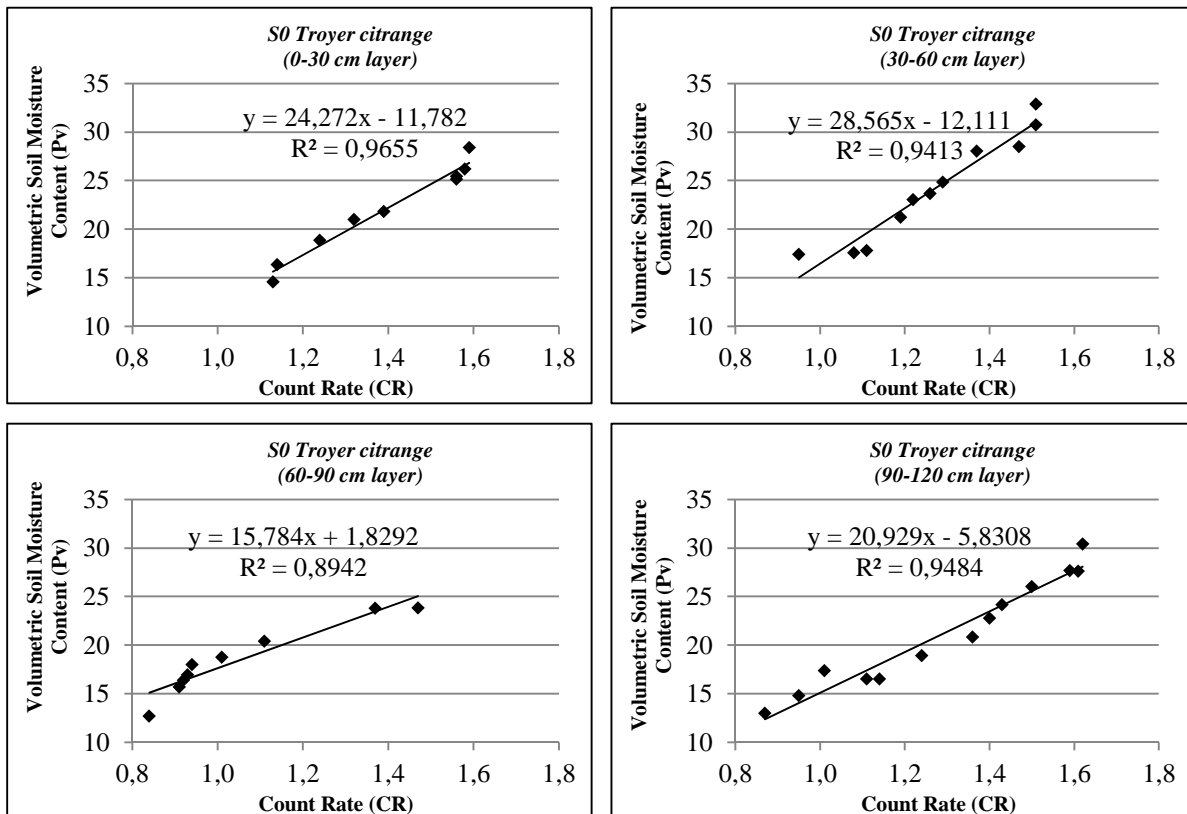 S0 Troyer citrange
(0-30 cm layer)
y = 24,272x - 11,782
R² = 0,9655
Volumetric Soil Moisture
Content (Pv)
35
30
25
20
15
10
0,8 1,0 1,2 1,4 1,6 1,8
Count Rate (CR)
S0 Troyer citrange
(30-60 cm layer)
y = 28,565x - 12,111
R² = 0,9413
Volumetric Soil Moisture
Content (Pv)
35
30
25
20
15
10
0,8 1,0 1,2 1,4 1,6 1,8
Count Rate (CR)
S0 Troyer citrange
(60-90 cm layer)
y = 15,784x + 1,8292
R² = 0,8942
Volumetric Soil Moisture
Content (Pv)
35
30
25
20
15
10
0,8 1,0 1,2 1,4 1,6 1,8
Count Rate (CR)
S0 Troyer citrange
(90-120 cm layer)
y = 20,929x - 5,8308
R² = 0,9484
Volumetric Soil Moisture
Content (Pv)
35
30
25
20
15
10
0,8 1,0 1,2 1,4 1,6 1,8
Count Rate (CR)